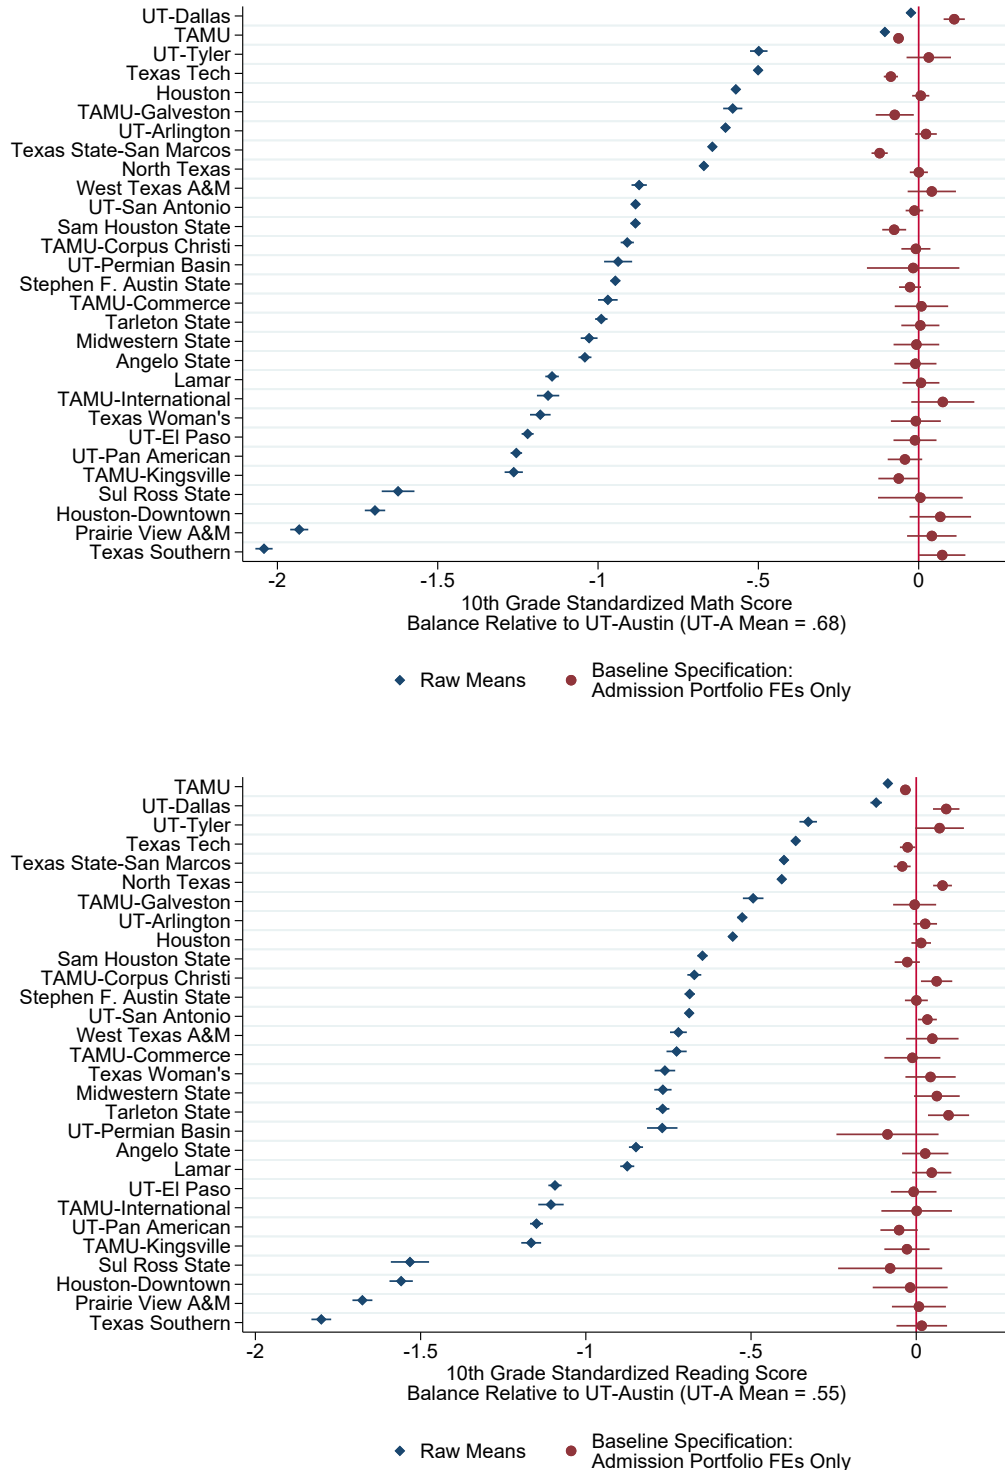 UT-Dallas
TAMU
UT-Tyler
Texas Tech
Houston
TAMU-Galveston
UT-Arlington
Texas State-San Marcos
North Texas
West Texas A&M
UT-San Antonio
Sam Houston State
TAMU-Corpus Christi
UT-Permian Basin
Stephen F. Austin State
TAMU-Commerce
Tarleton State
Midwestern State
Angelo State
Lamar
TAMU-International
Texas Woman's
UT-El Paso
UT-Pan American
TAMU-Kingsville
Sul Ross State
Houston-Downtown
Prairie View A&M
Texas Southern
-2 -1.5 -1 -.5 0
10th Grade Standardized Math Score
Balance Relative to UT-Austin (UT-A Mean = .68)
Raw Means
Baseline Specification:
Admission Portfolio FEs Only
TAMU
UT-Dallas
UT-Tyler
Texas Tech
Texas State-San Marcos
North Texas
TAMU-Galveston
UT-Arlington
Houston
Sam Houston State
TAMU-Corpus Christi
Stephen F. Austin State
UT-San Antonio
West Texas A&M
TAMU-Commerce
Texas Woman's
Midwestern State
Tarleton State
UT-Permian Basin
Angelo State
Lamar
UT-El Paso
TAMU-International
UT-Pan American
TAMU-Kingsville
Sul Ross State
Houston-Downtown
Prairie View A&M
Texas Southern
-2 -1.5 -1 -.5 0
10th Grade Standardized Reading Score
Balance Relative to UT-Austin (UT-A Mean = .55)
Raw Means
Baseline Specification:
Admission Portfolio FEs Only